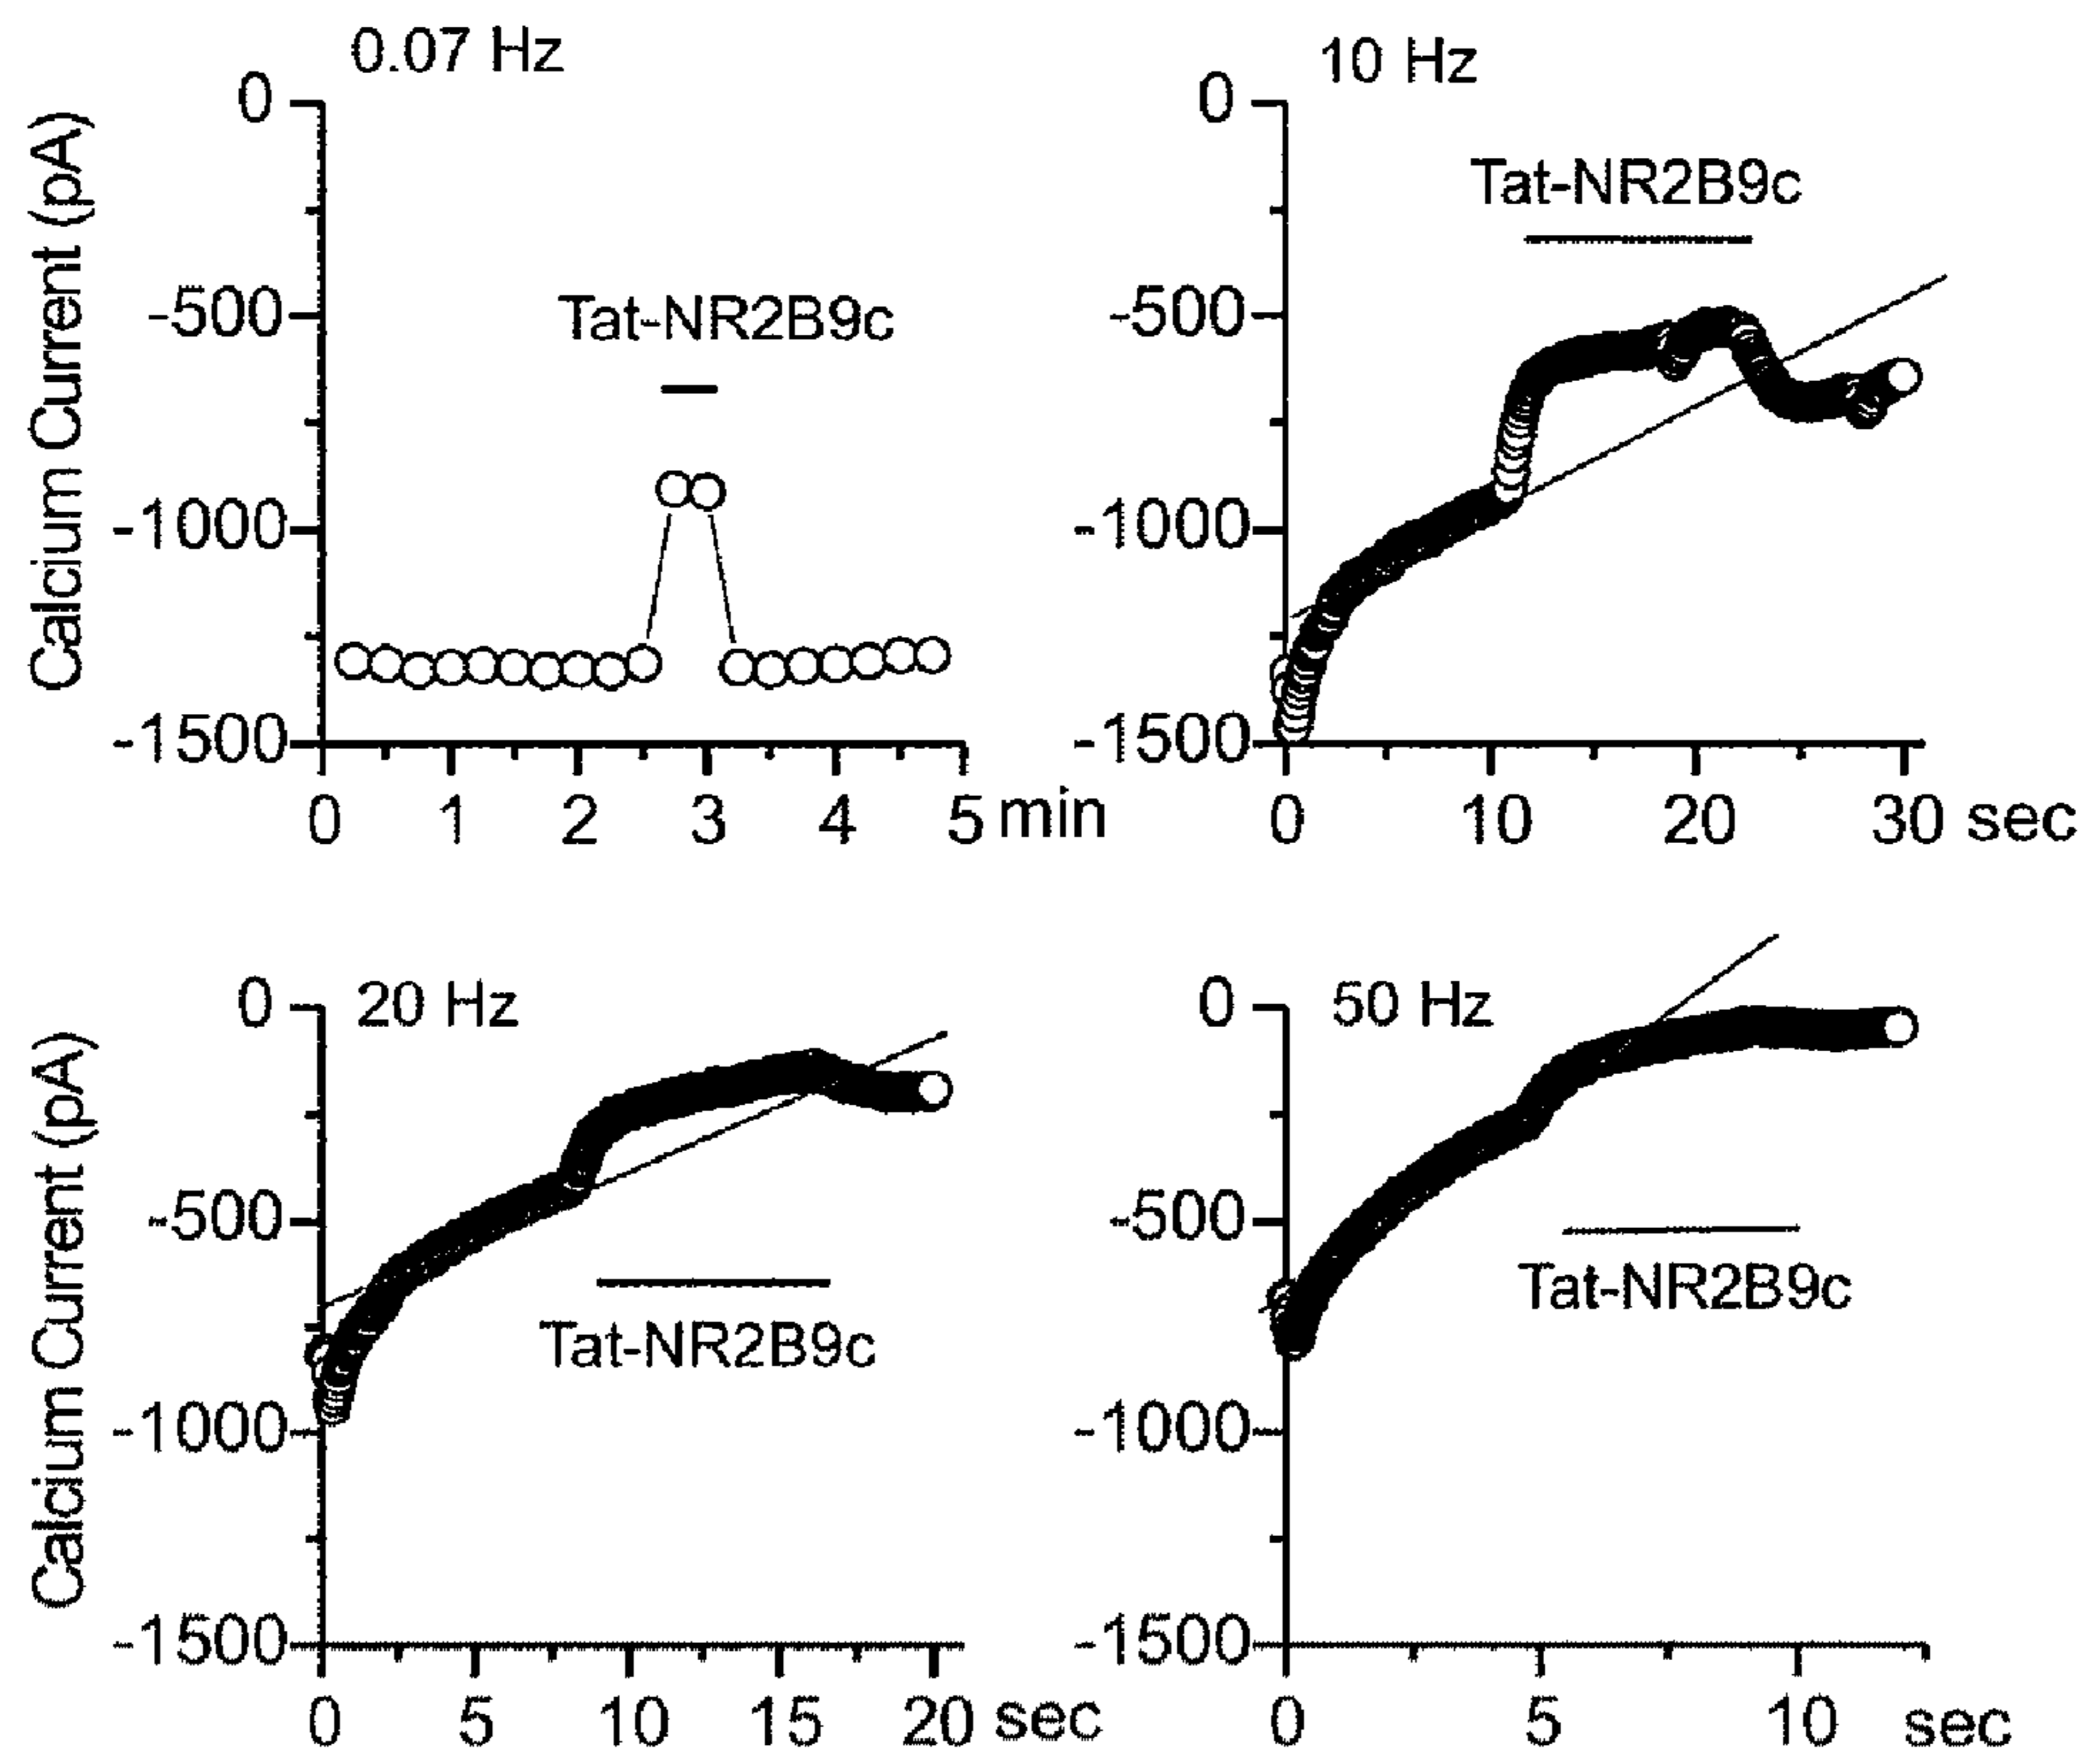 0.07 Hz
Calcium Current (pA)
0
-500
-1000
-1500
Tat-NR2B9c
0 1 2 3 4 5 min
10 Hz
0
-500
-1000
-1500
Tat-NR2B9c
0 10 20 30 sec
20 Hz
Calcium Current (pA)
0
-500
-1000
-1500
Tat-NR2B9c
0 5 10 15 20 sec
50 Hz
0
-500
-1000
-1500
Tat-NR2B9c
0 5 10 sec